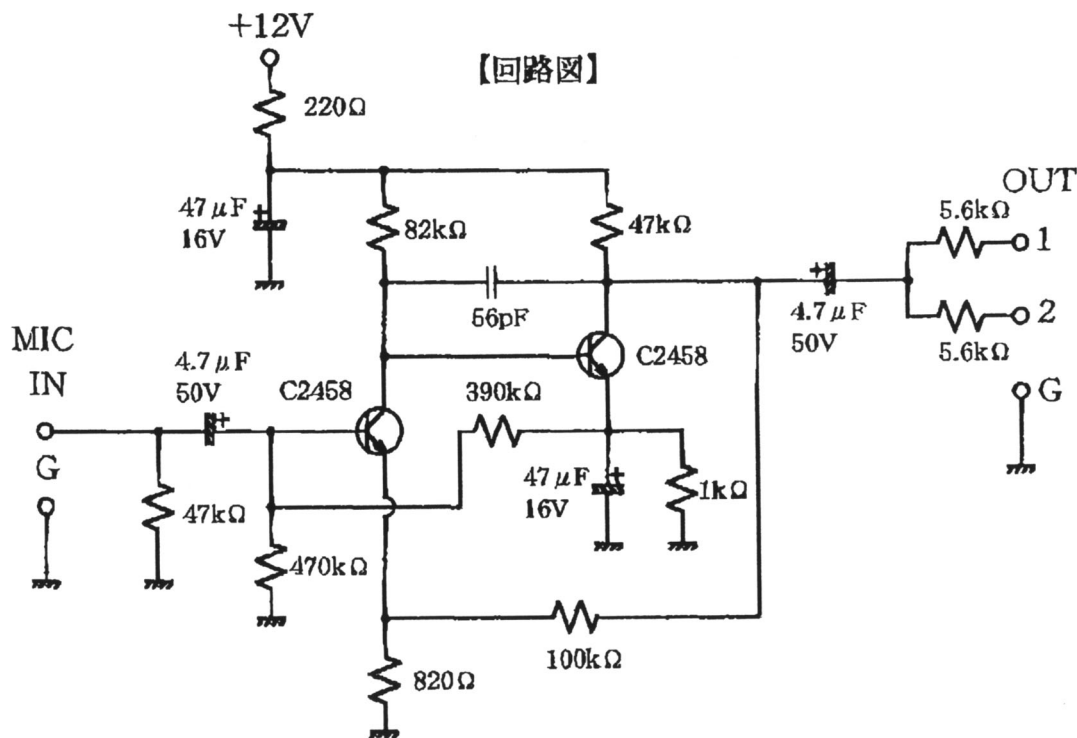 +12V
【回路図】
220Ω
OUT
47μF
16V
82kΩ
47kΩ
5.6kΩ
1
56pF
4.7μF
50V
2
5.6kΩ
MIC
IN
4.7μF
50V
C2458
390kΩ
C2458
G
G
47kΩ
47μF
16V
1kΩ
470kΩ
100kΩ
820Ω